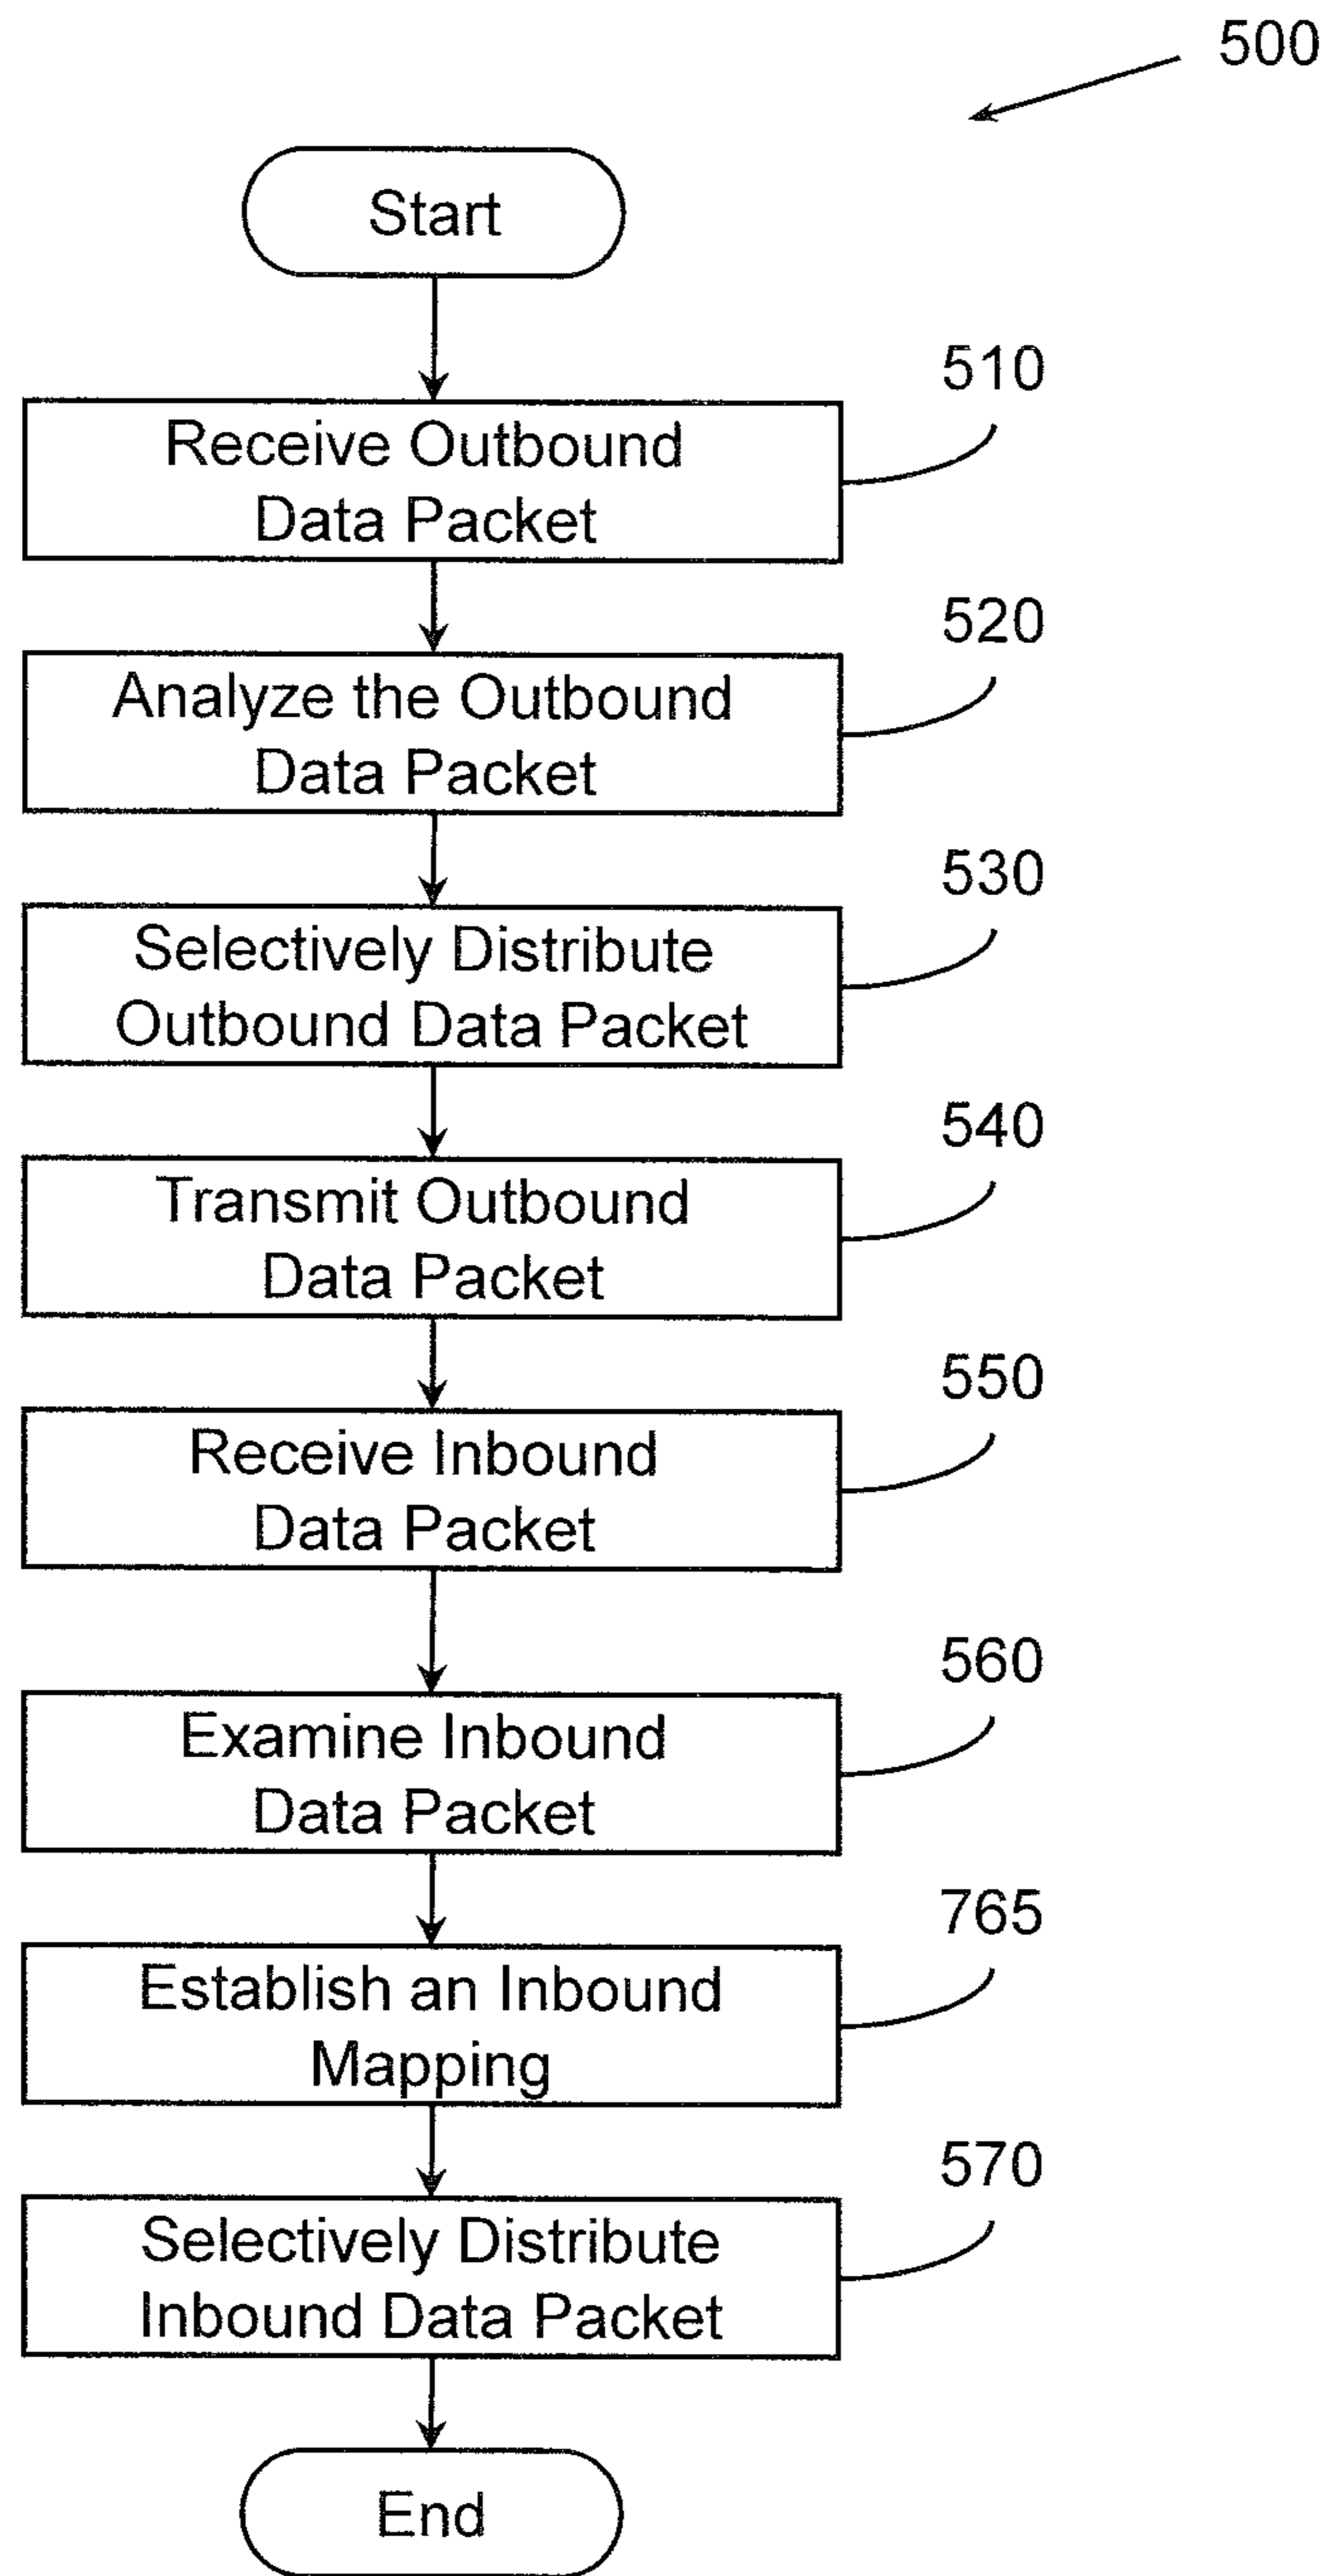 500
Start
510
Receive Outbound
Data Packet
520
Analyze the Outbound
Data Packet
530
Selectively Distribute
Outbound Data Packet
540
Transmit Outbound
Data Packet
550
Receive Inbound
Data Packet
560
Examine Inbound
Data Packet
765
Establish an Inbound
Mapping
570
Selectively Distribute
Inbound Data Packet
End